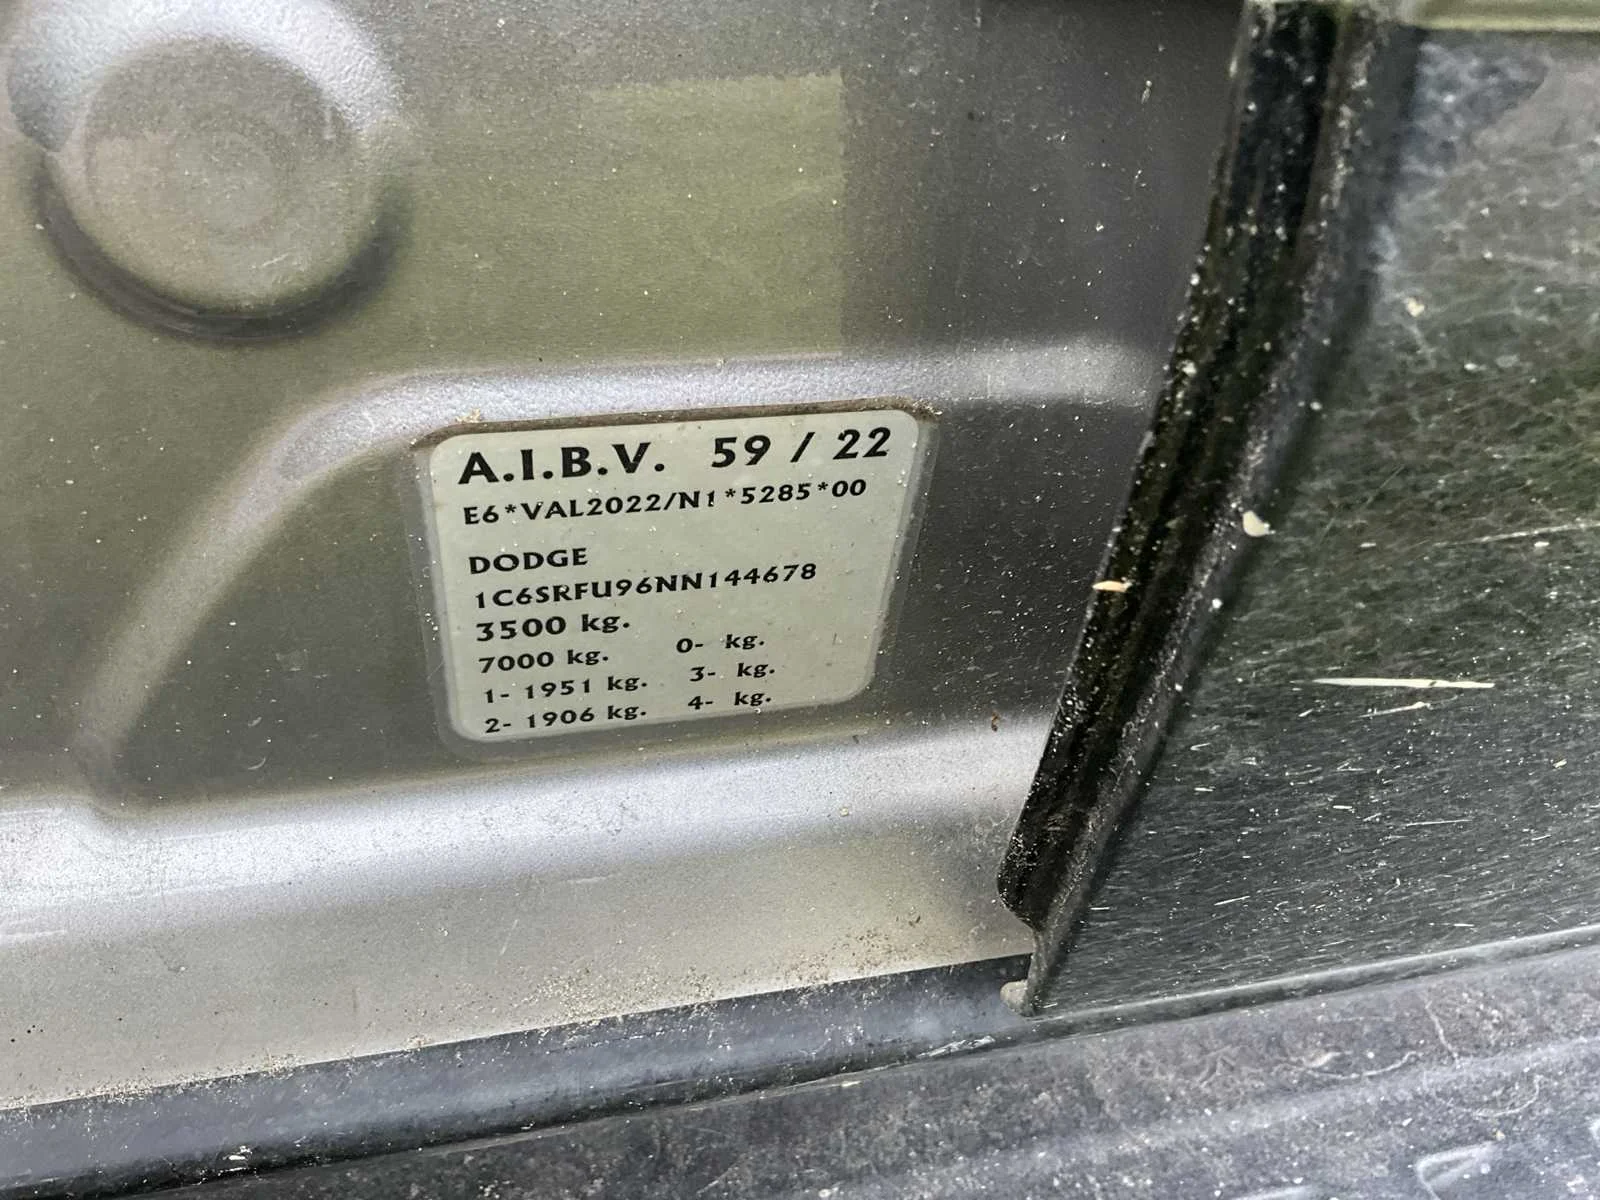 A.I.B.V. 59 / 22
E6*VAL2022/N1*5285*00
DODGE
1C6SRFU96NN144678
3500 kg.
7000 kg. 0- kg.
1- 1951 kg. 3- kg.
2- 1906 kg. 4- kg.